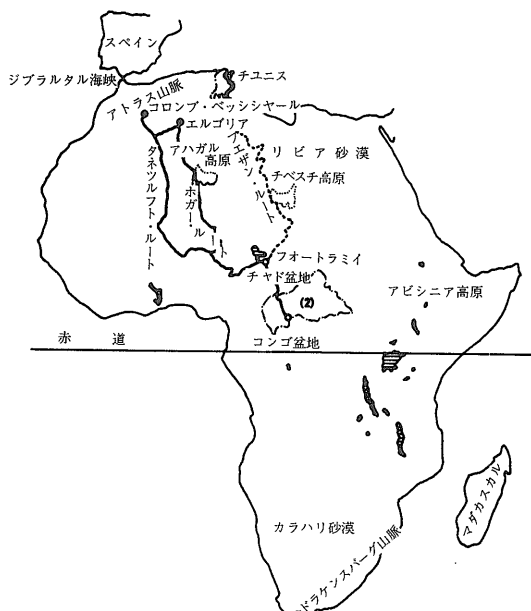 スペイン
ジブラルタル海峡
チユニス
アトラス山脈
コロンブ・ベッシシヤール
エルゴリア
アハガル
高原
フエザン・ルート
リビア砂漠
チベスチ高原
タネツルフト・ルート
ホガール・ルート
フオートラミイ
チャド盆地
(2)
アビシニア高原
コンゴ盆地
赤道
カラハリ砂漠
ドラケンスバーグ山脈
マダカスカル